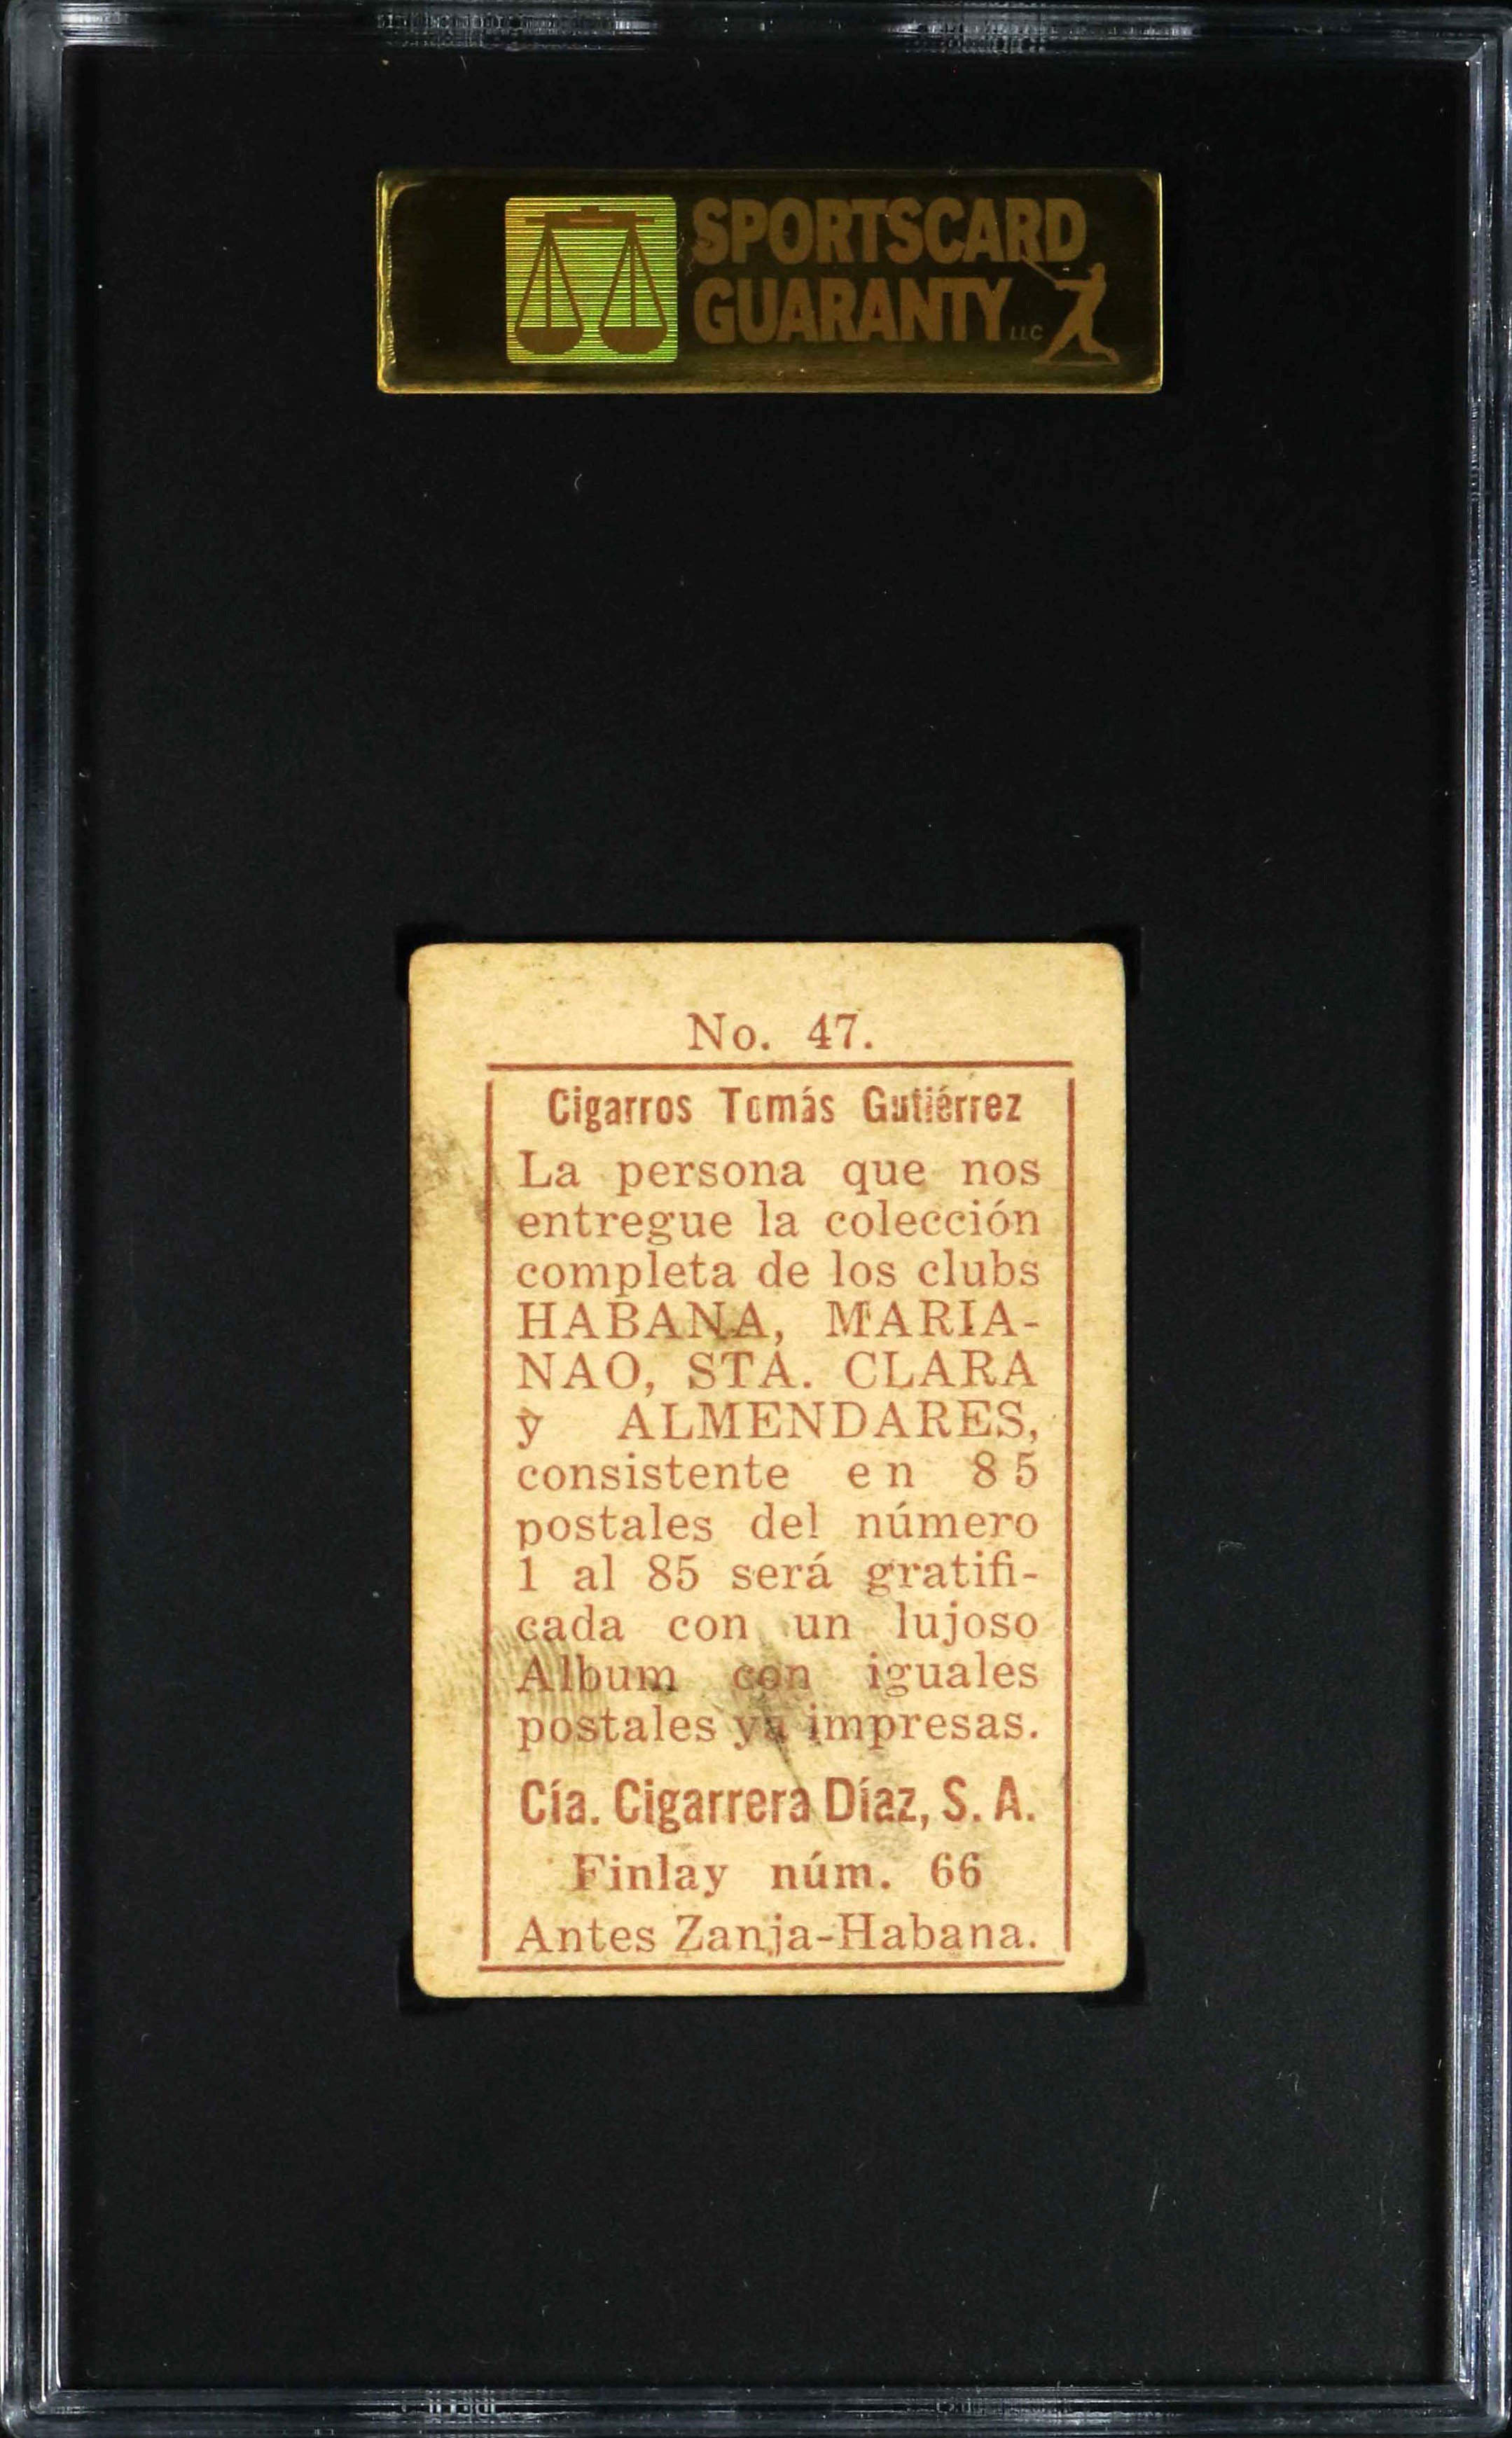 SPORTSCARD
GUARANTY LLC
No. 47.
Cigarros Tomás Gutiérrez
La persona que nos
entregue la colección
completa de los clubs
HABANA, MARIA-
NAO, STA. CLARA
y ALMENDARES,
consistente en 85
postales del número
1 al 85 será gratifi-
cada con un lujoso
Album con iguales
postales ya impresas.
Cía. Cigarrera Díaz, S. A.
Finlay núm. 66
Antes Zanja-Habana.